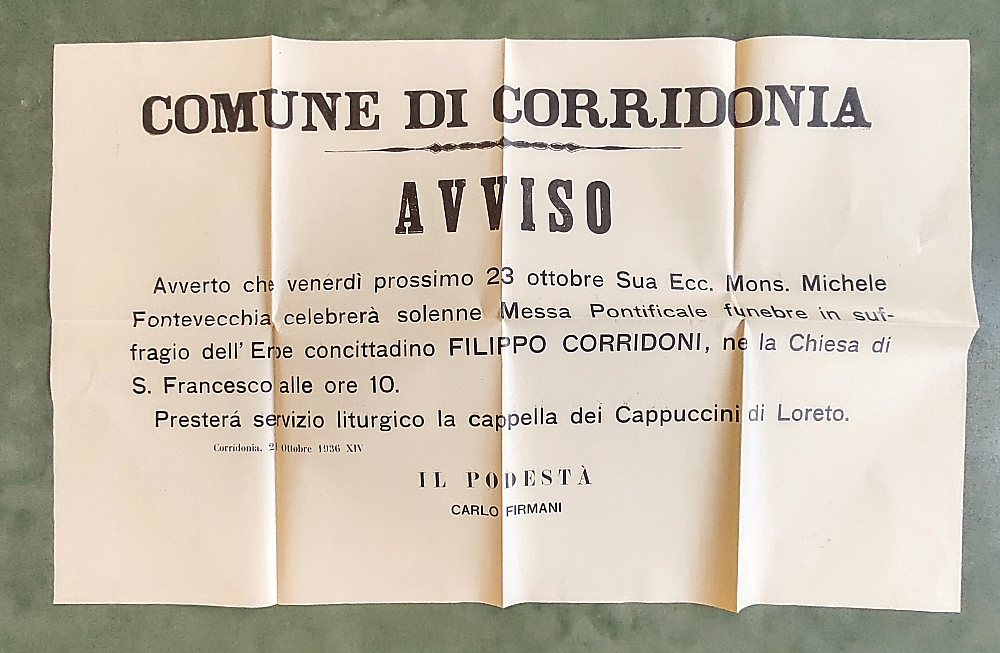 COMUNE DI CORRIDONIA
AVVISO
Avverto che venerdì prossimo 23 ottobre Sua Ecc. Mons. Michele
Fontevecchia celebrerà solenne Messa Pontificale funebre in suf-
fragio dell' Eroe concittadino FILIPPO CORRIDONI, ne la Chiesa di
S. Francesco alle ore 10.
Presterá servizio liturgico la cappella dei Cappuccini di Loreto.
Corridonia, 21 Ottobre 1936 XIV
IL PODESTÀ
CARLO FIRMANI